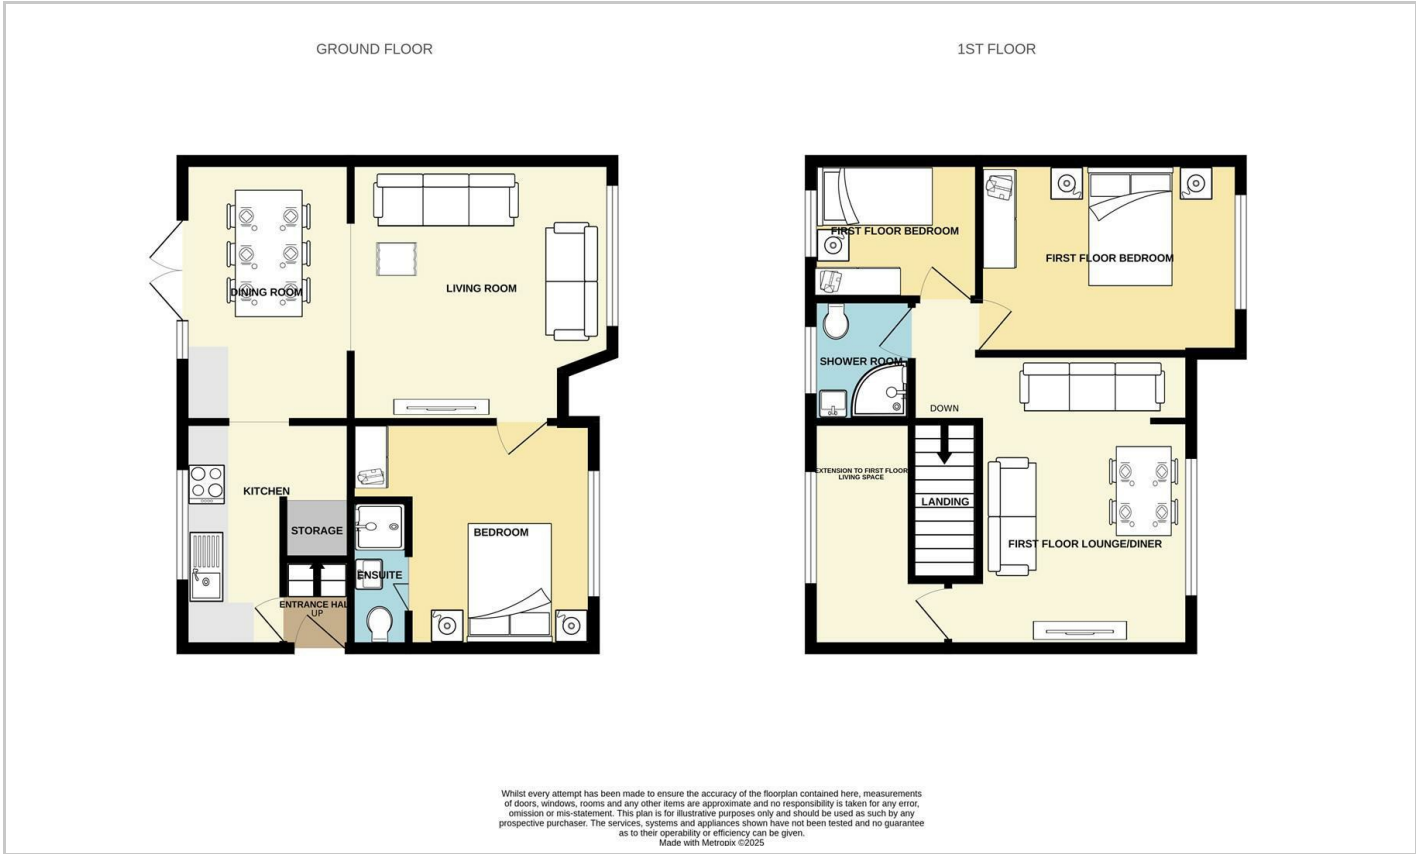 GROUND FLOOR
1ST FLOOR
DINING ROOM
LIVING ROOM
KITCHEN
STORAGE
ENTRANCE HALL
UP
ENSUITE
BEDROOM
FIRST FLOOR BEDROOM
FIRST FLOOR BEDROOM
SHOWER ROOM
DOWN
EXTENSION TO FIRST FLOOR
LIVING SPACE
LANDING
FIRST FLOOR LOUNGE/DINER
Whilst every attempt has been made to ensure the accuracy of the floorplan contained here, measurements
of doors, windows, rooms and any other items are approximate and no responsibility is taken for any error,
omission or mis-statement. This plan is for illustrative purposes only and should be used as such by any
prospective purchaser. The services, systems and appliances shown have not been tested and no guarantee
as to their operability or efficiency can be given.
Made with Metropix ©2025